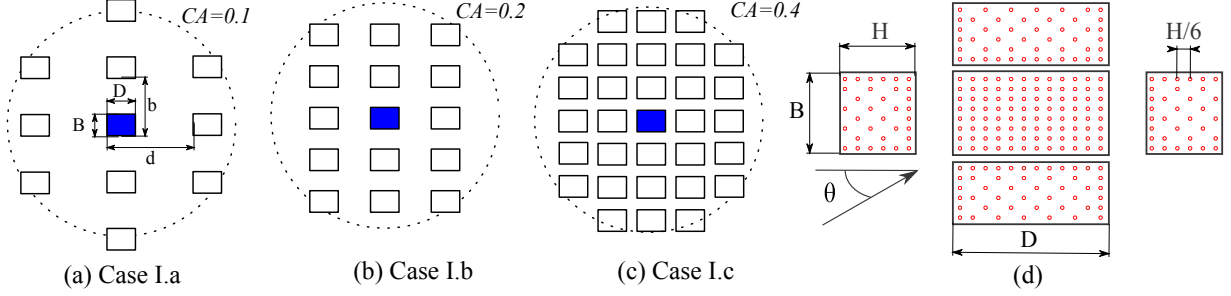 CA=0.1
D
b
B
d
(a) Case I.a
CA=0.2
(b) Case I.b
CA=0.4
(c) Case I.c
H
B
θ
D
(d)
H/6